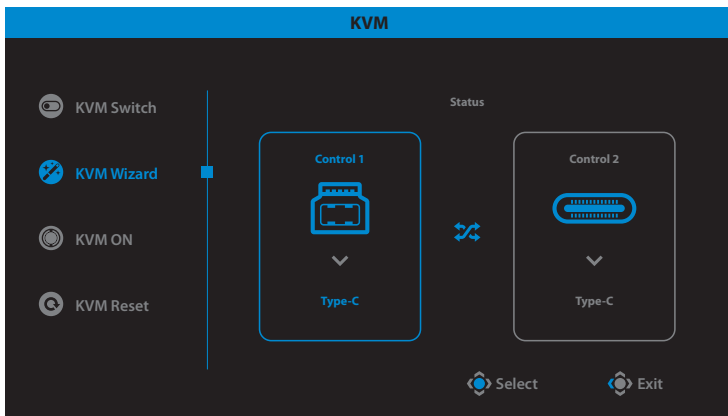 KVM
KVM Switch
KVM Wizard
KVM ON
KVM Reset
Status
Control 1
Type-C
Control 2
Type-C
Select
Exit